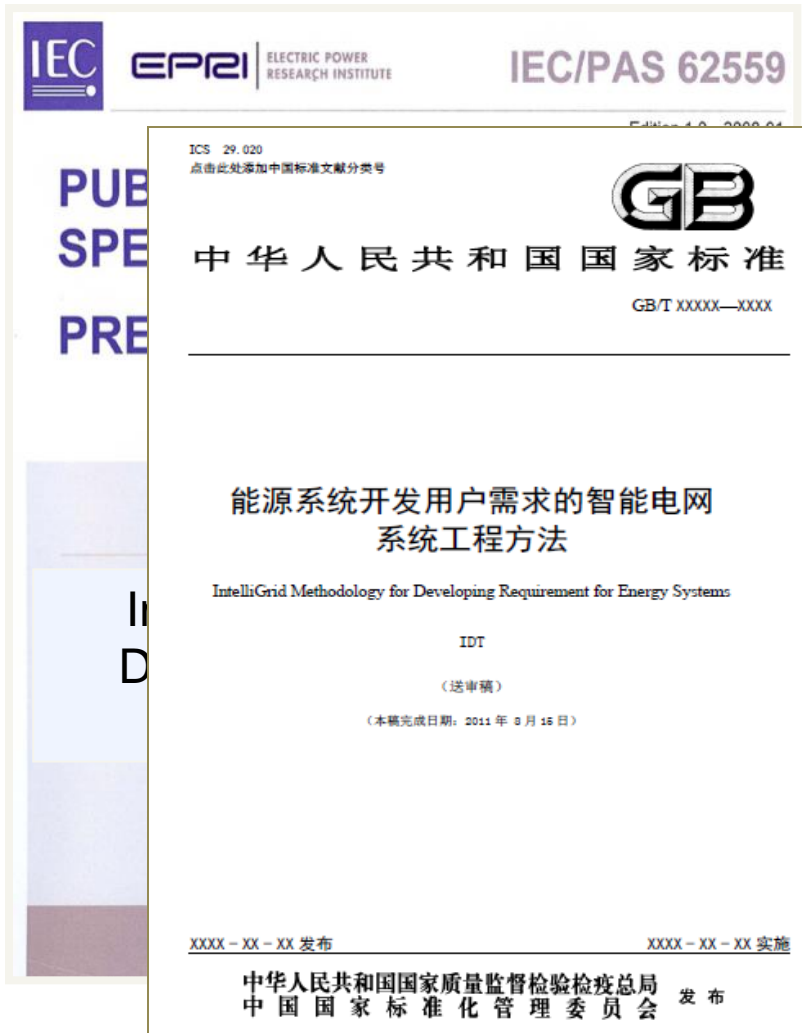 IEC
EPRI
ELECTRIC POWER
RESEARCH INSTITUTE
IEC/PAS 62559
PUB
SPE
PRE
ICS 29.020
点击此处添加中国标准文献分类号
GB
中华人民共和国国家标准
GB/T XXXXX—XXXX
能源系统开发用户需求的智能电网
系统工程方法
IntelliGrid Methodology for Developing Requirement for Energy Systems
IDT
（送审稿）
（本稿完成日期：2011 年 8 月 15 日）
XXXX－XX－XX 发布
XXXX－XX－XX 实施
中华人民共和国国家质量监督检验检疫总局
中国国家标准化管理委员会
发布